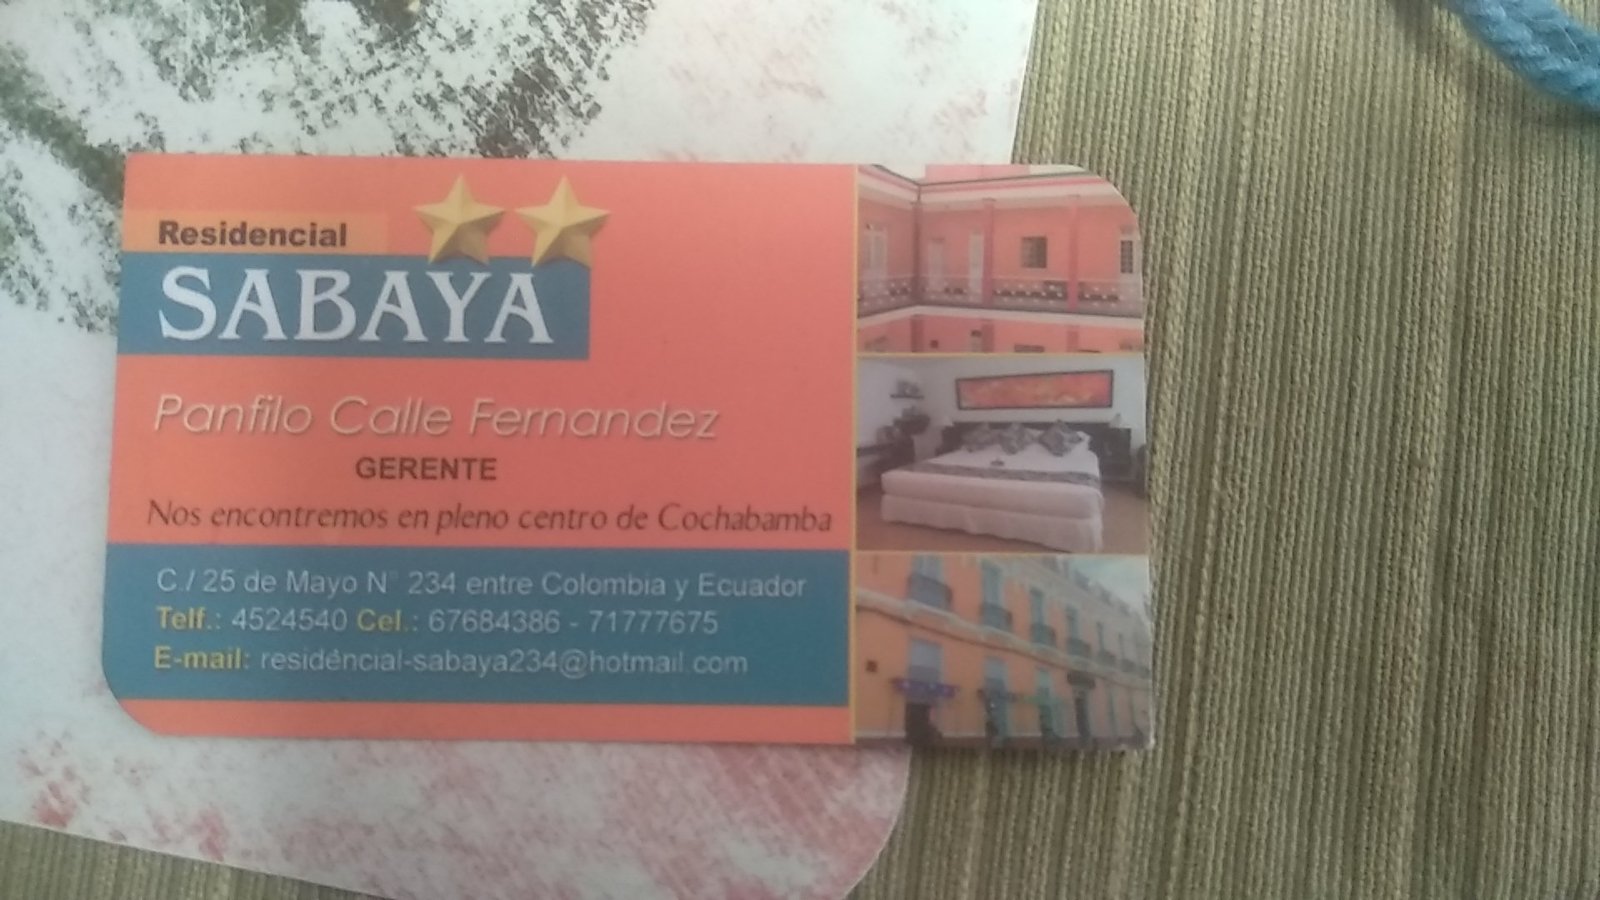 Residencial
SABAYA
Panfilo Calle Fernandez
GERENTE
Nos encontremos en pleno centro de Cochabamba
C./ 25 de Mayo N° 234 entre Colombia y Ecuador
Telf.: 4524540 Cel.: 67684386 - 71777675
E-mail: residéncial-sabaya234@hotmail.com